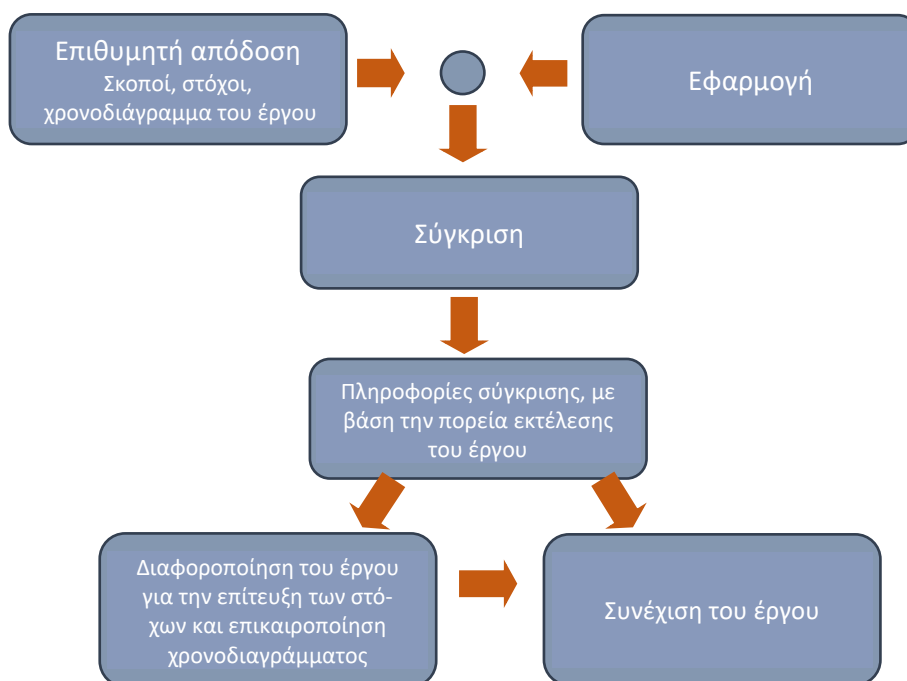 Επιθυμητή απόδοση
Σκοποί, στόχοι,
χρονοδιάγραμμα του έργου
Εφαρμογή
Σύγκριση
Πληροφορίες σύγκρισης, με
βάση την πορεία εκτέλεσης
του έργου
Διαφοροποίηση του έργου
για την επίτευξη των στό-
χων και επικαιροποίηση
χρονοδιαγράμματος
Συνέχιση του έργου